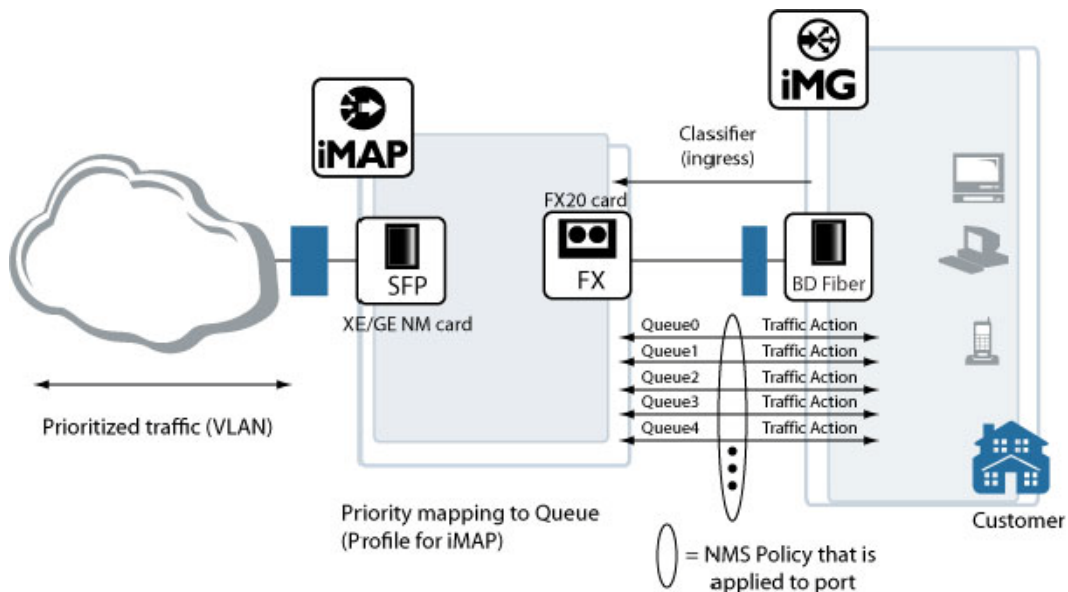 iMG
iMAP
Classifier
(ingress)
FX20 card
SFP
FX
BD Fiber
XE/GE NM card
Queue0 Traffic Action
Queue1 Traffic Action
Queue2 Traffic Action
Queue3 Traffic Action
Queue4 Traffic Action
Prioritized traffic (VLAN)
Priority mapping to Queue
(Profile for iMAP)
Customer
= NMS Policy that is
applied to port